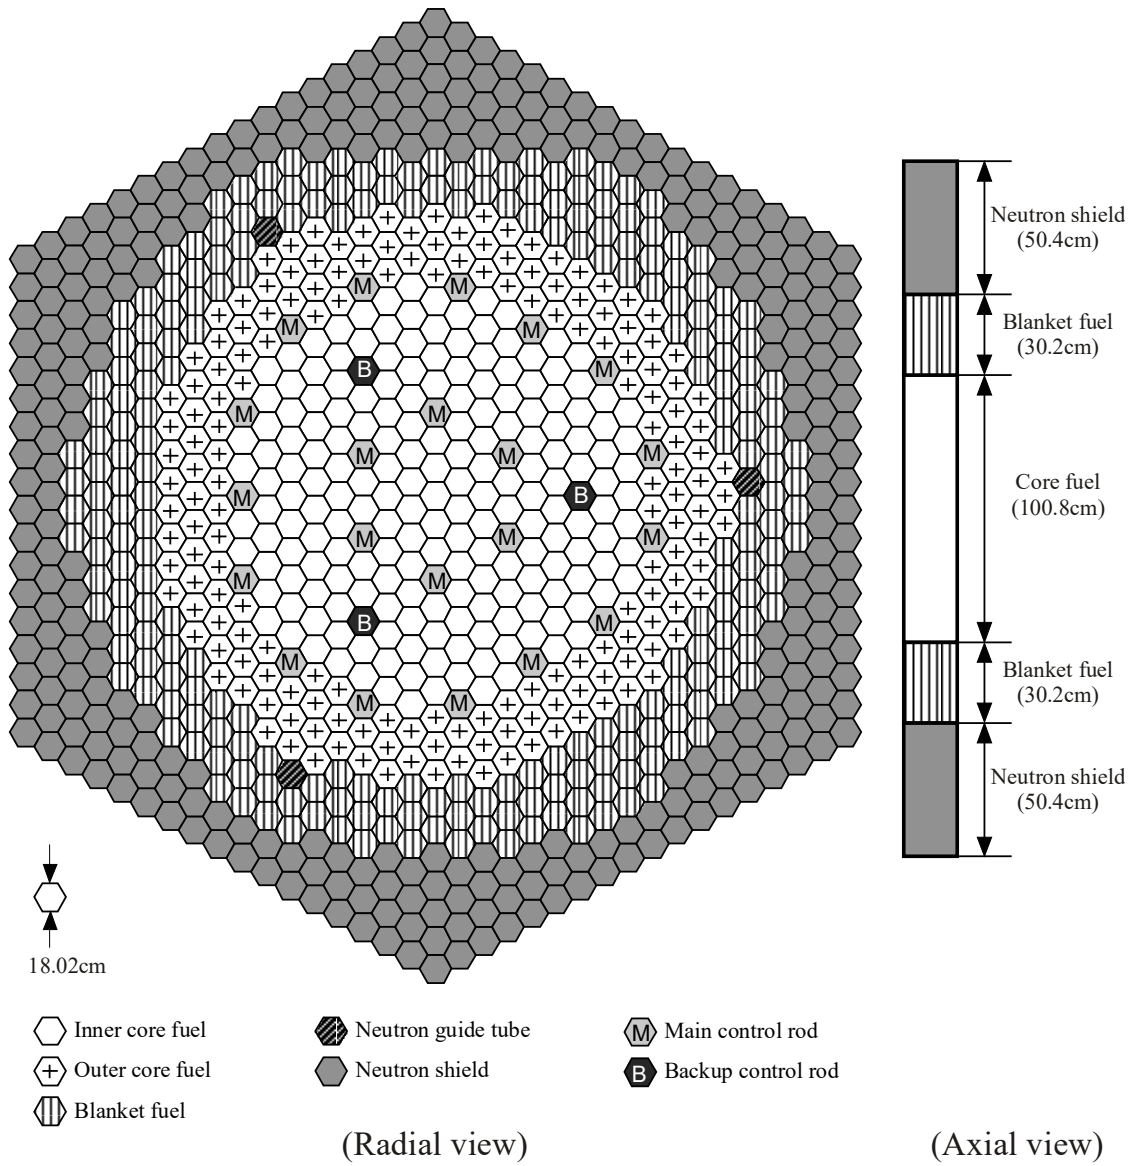 M M
M M
B M
M M
M M M
M B
M M M
M M
B M
M M
M M
18.02cm
Neutron shield
(50.4cm)
Blanket fuel
(30.2cm)
Core fuel
(100.8cm)
Blanket fuel
(30.2cm)
Neutron shield
(50.4cm)
Inner core fuel
Outer core fuel
Blanket fuel
Neutron guide tube
Neutron shield
M Main control rod
B Backup control rod
(Radial view)
(Axial view)